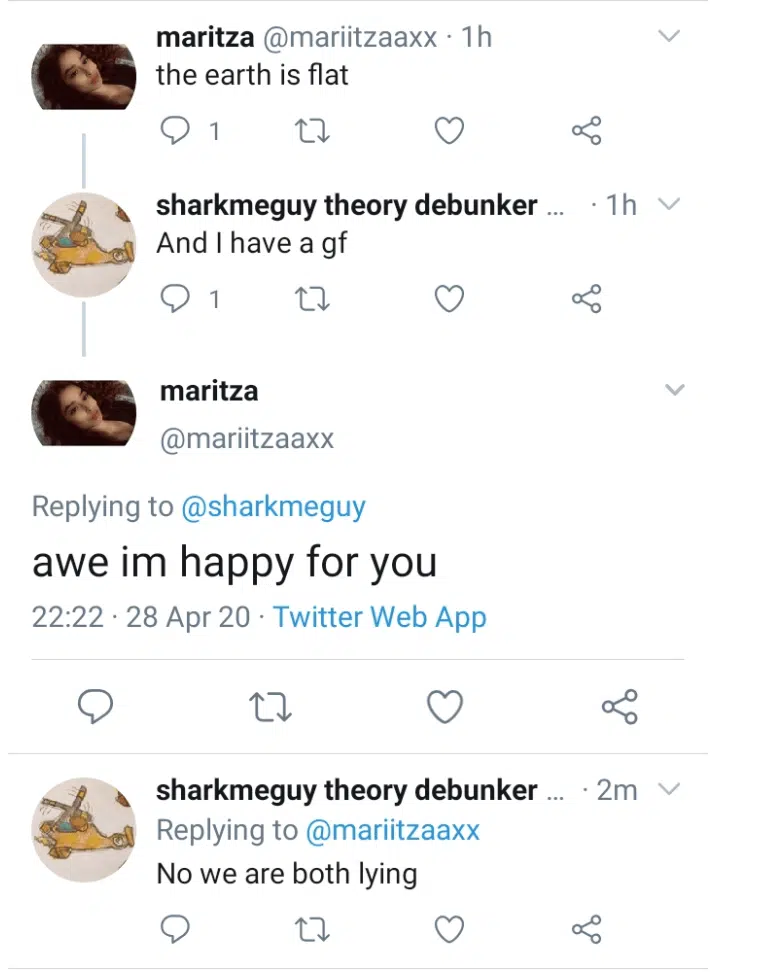 maritza @mariitzaaxx · 1h
the earth is flat
1
sharkmeguy theory debunker ... · 1h
And I have a gf
1
maritza
@mariitzaaxx
Replying to @sharkmeguy
awe im happy for you
22:22 · 28 Apr 20 · Twitter Web App
sharkmeguy theory debunker ... · 2m
Replying to @mariitzaaxx
No we are both lying